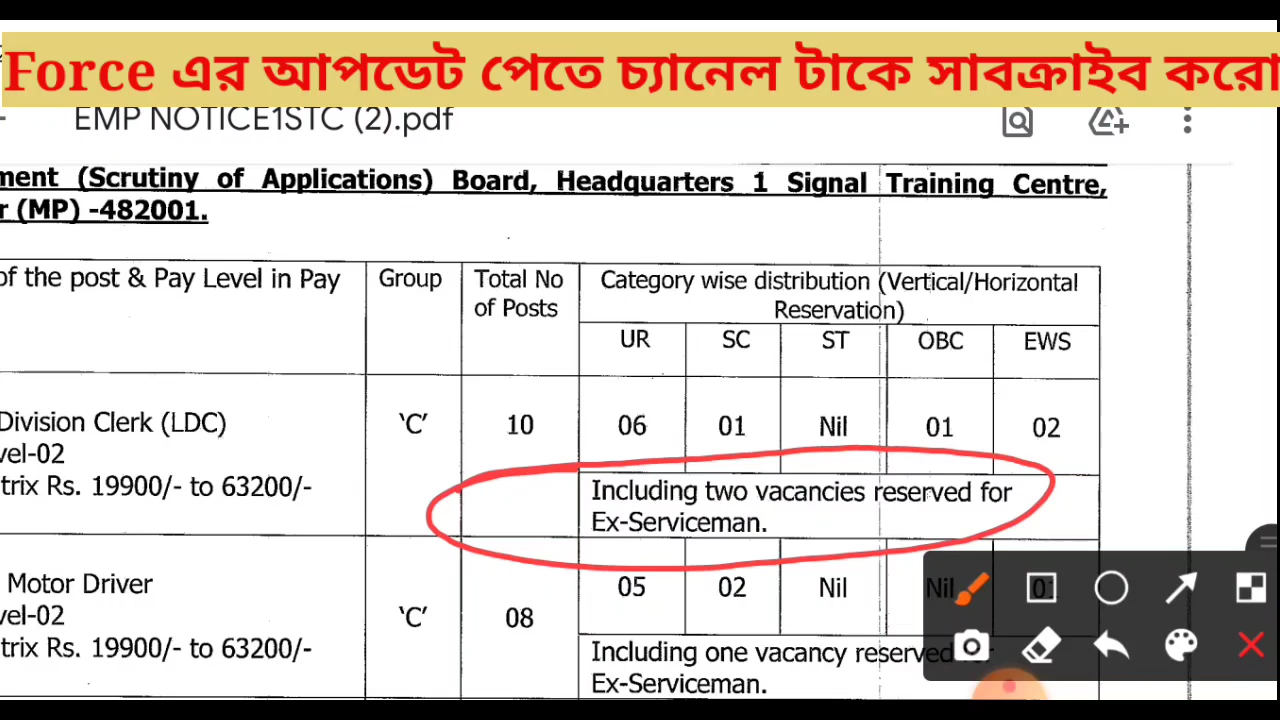 Force এর আপডেট পেতে চ্যানেল টাকে সাবক্রাইব করো
EMP NOTICE1STC (2).pdf
ment (Scrutiny of Applications) Board, Headquarters 1 Signal Training Centre,
r (MP) -482001.
of the post & Pay Level in Pay
Group
Total No
of Posts
Category wise distribution (Vertical/Horizontal
Reservation)
UR SC ST OBC EWS
Division Clerk (LDC)
vel-02
trix Rs. 19900/- to 63200/-
'C'
10
06 01 Nil 01 02
Including two vacancies reserved for
Ex-Serviceman.
Motor Driver
vel-02
trix Rs. 19900/- to 63200/-
'C'
08
05 02 Nil Nil 01
Including one vacancy reserved for
Ex-Serviceman.